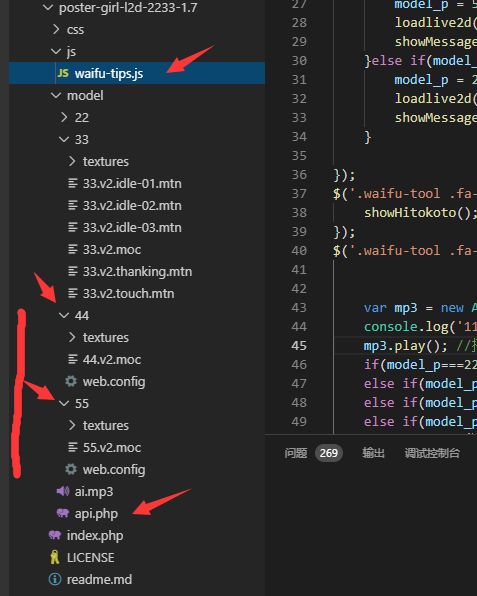 poster-girl-l2d-2233-1.7
css
js
JS waifu-tips.js
model
22
33
textures
33.v2.idle-01.mtn
33.v2.idle-02.mtn
33.v2.idle-03.mtn
33.v2.moc
33.v2.thanking.mtn
33.v2.touch.mtn
44
textures
44.v2.moc
web.config
55
textures
55.v2.moc
web.config
ai.mp3
api.php
index.php
LICENSE
readme.md
27 model_p =
28 loadlive2d(
29 showMessage
30 }else if(model_
31 model_p = 2
32 loadlive2d(
33 showMessage
34 }
35
36 });
37 $('.waifu-tool .fa-
38 showHitokoto();
39 });
40 $('.waifu-tool .fa-
41
42
43 var mp3 = new A
44 console.log('11
45 mp3.play(); //
46 if(model_p===22
47 else if(model_p
48 else if(model_p
49 else if(model_p
问题 269 输出 调试控制台